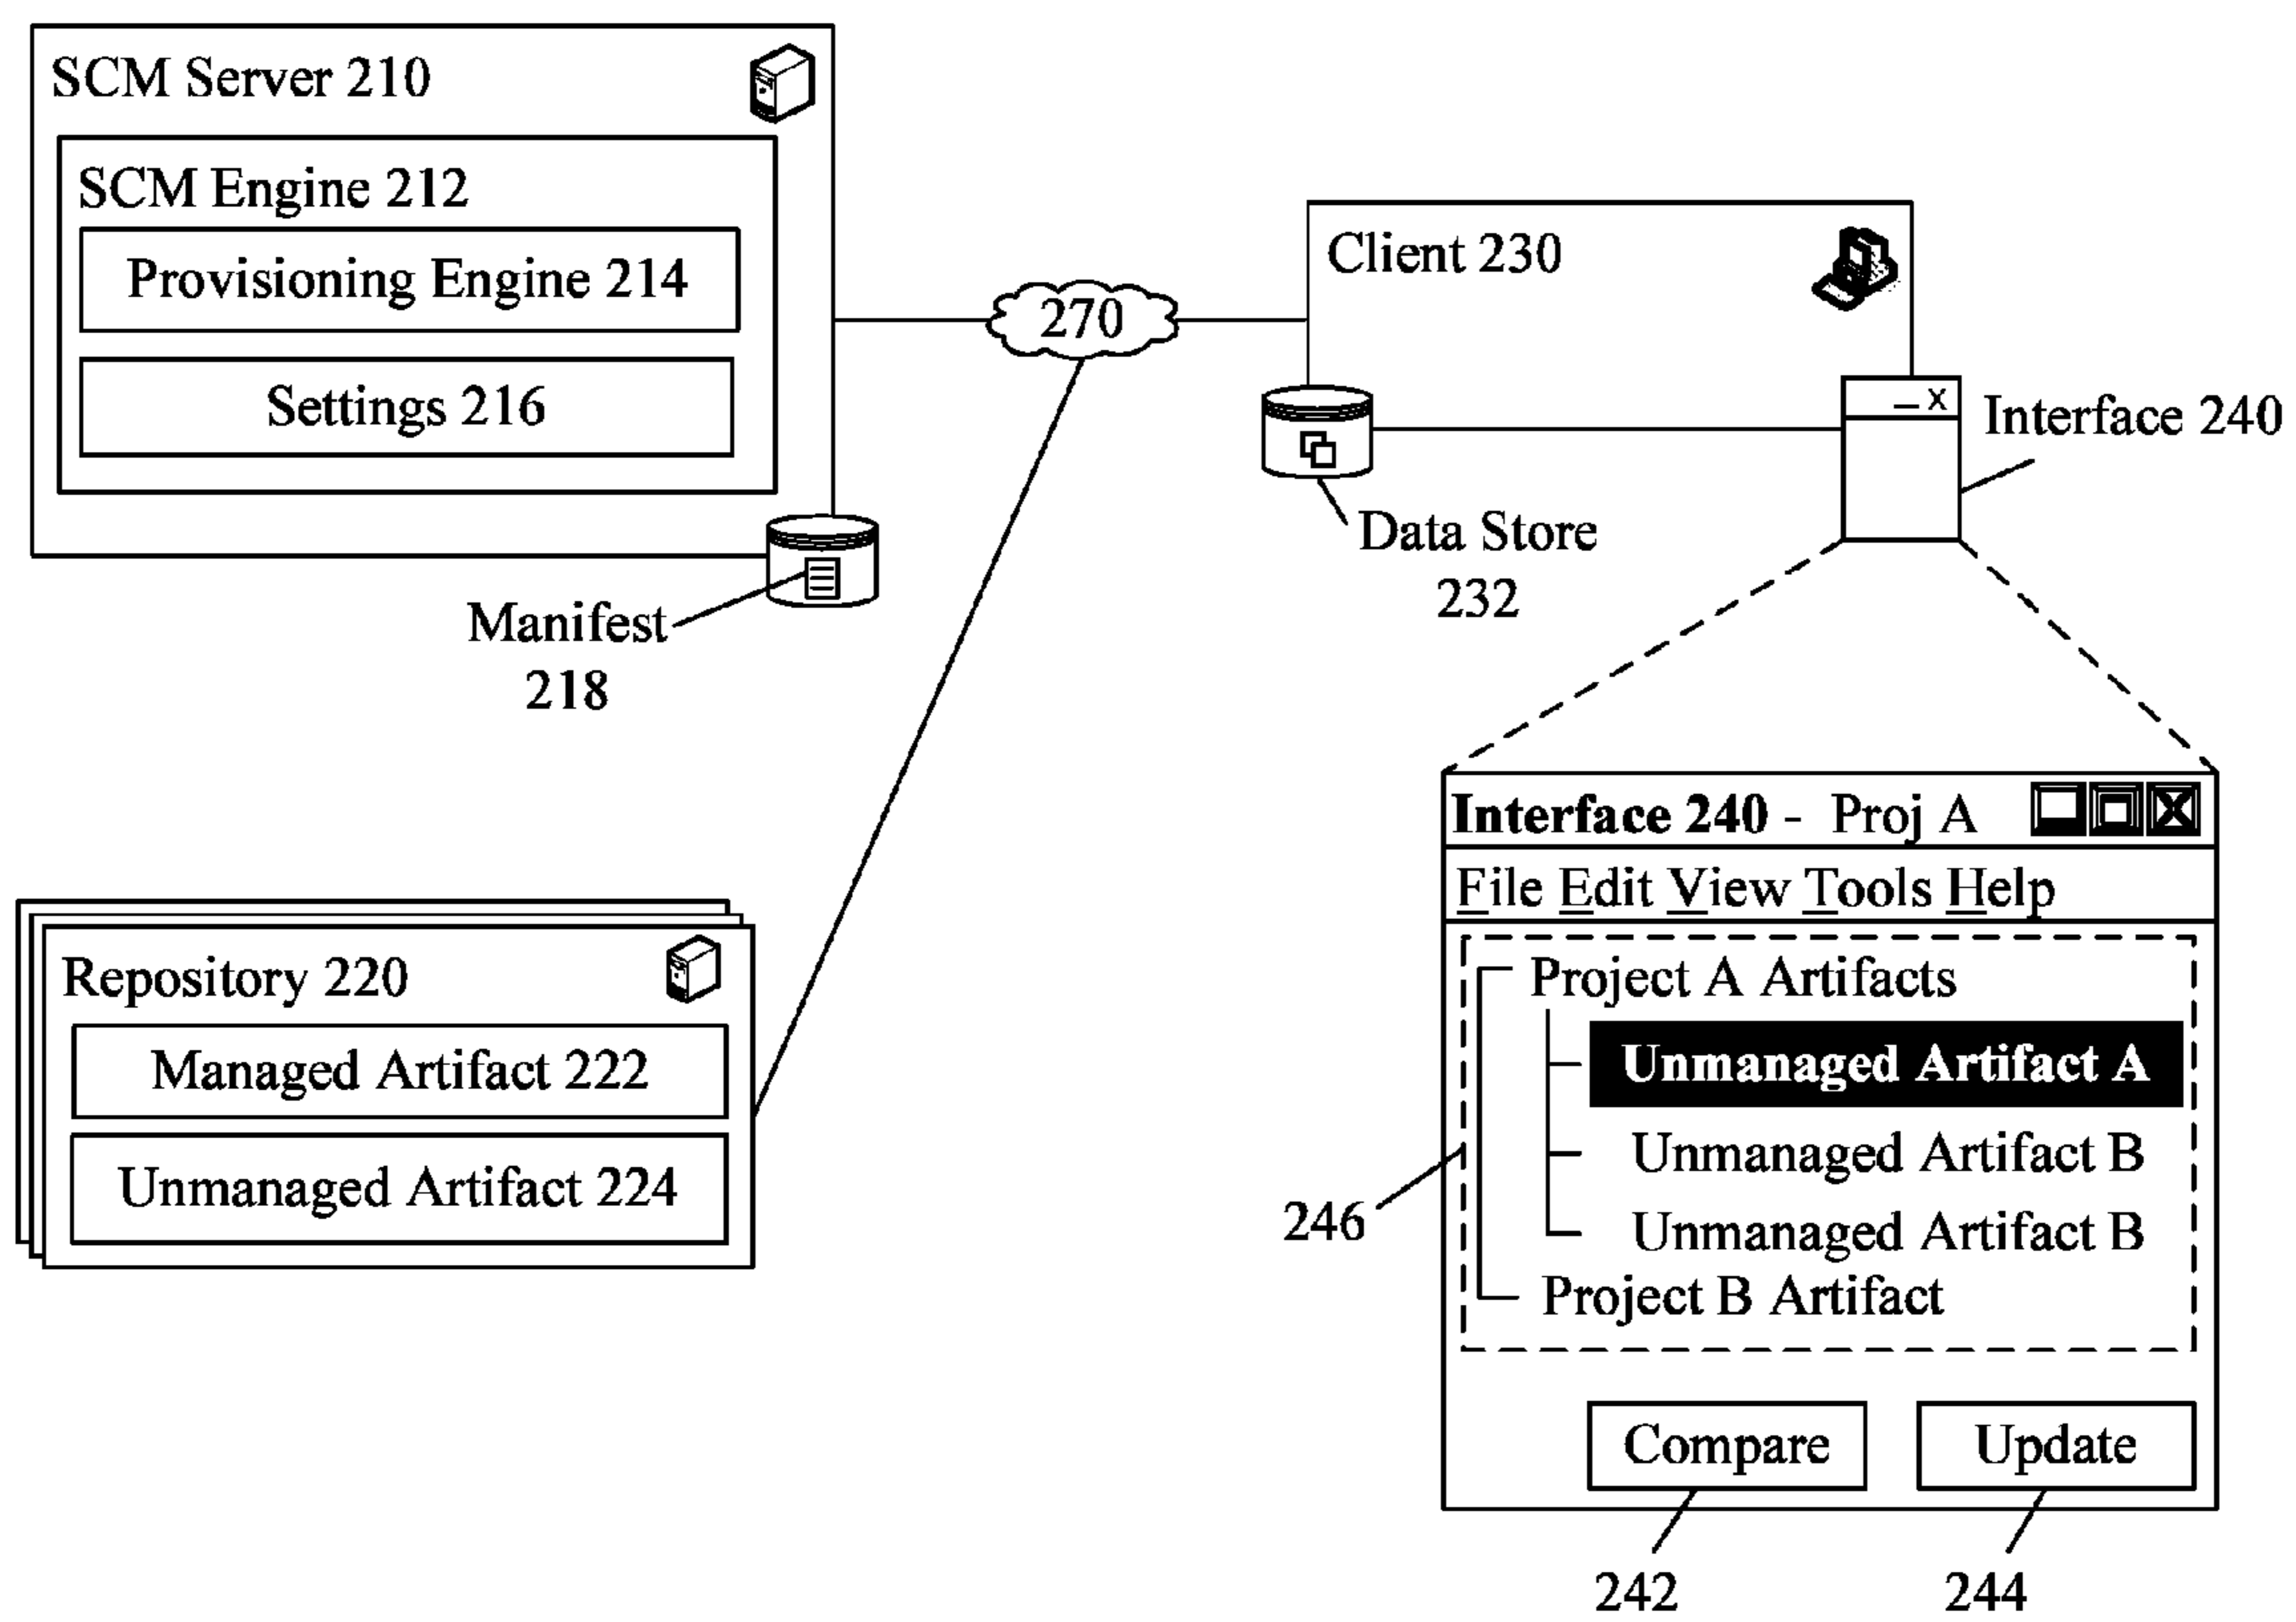 SCM Server 210
SCM Engine 212
Provisioning Engine 214
Settings 216
Manifest
218
270
Client 230
_ X
Interface 240
Data Store
232
Repository 220
Managed Artifact 222
Unmanaged Artifact 224
Interface 240 - Proj A
File Edit View Tools Help
Project A Artifacts
Unmanaged Artifact A
Unmanaged Artifact B
Unmanaged Artifact B
Project B Artifact
246
Compare
Update
242
244